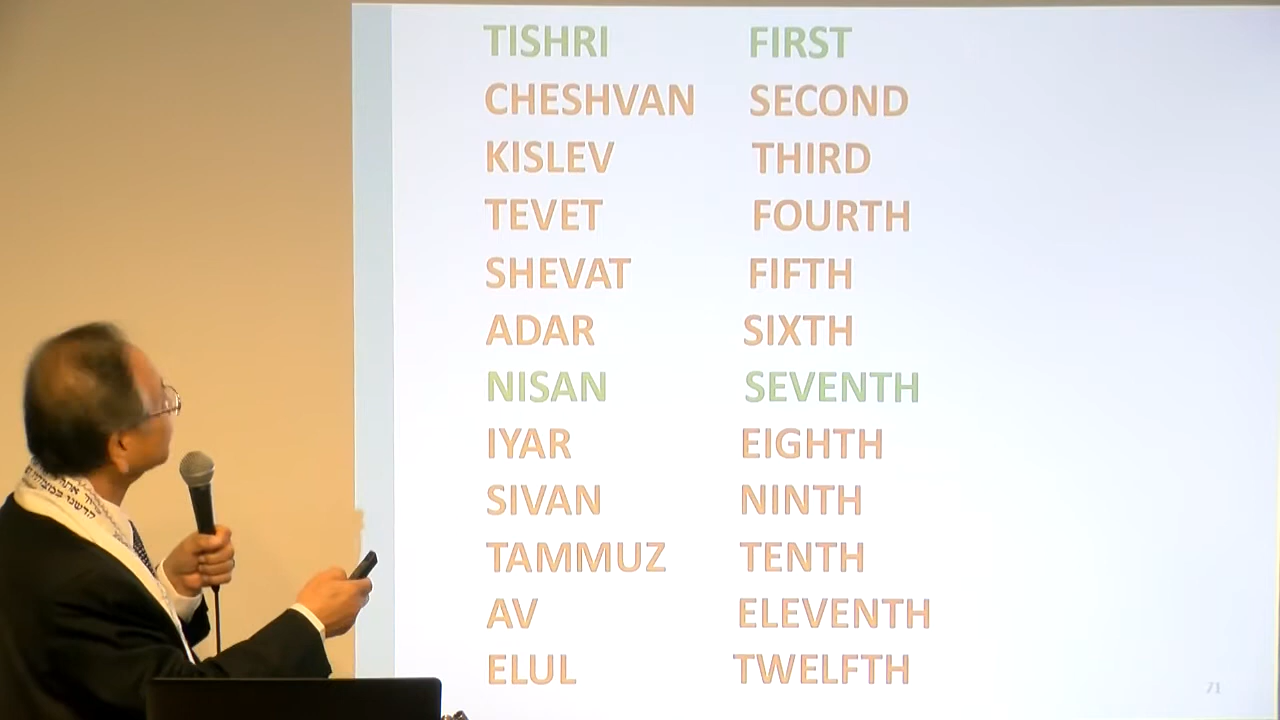 TISHRI FIRST
CHESHVAN SECOND
KISLEV THIRD
TEVET FOURTH
SHEVAT FIFTH
ADAR SIXTH
NISAN SEVENTH
IYAR EIGHTH
SIVAN NINTH
TAMMUZ TENTH
AV ELEVENTH
ELUL TWELFTH
71